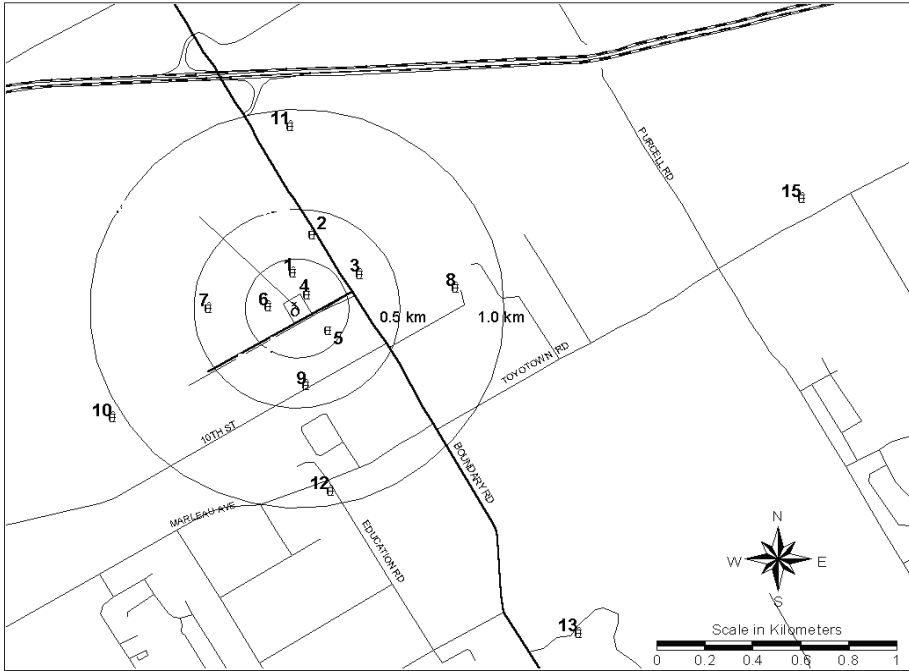 11
PURCELL RD
15
2
1
3
4
8
7
6
ð
5
0.5 km
1.0 km
9
TOYOTOWN RD
10
10TH ST
BOUNDARY RD
12
MARLEAU AVE
EDUCATION RD
N
W E
S
13
Scale in Kilometers
0 0.2 0.4 0.6 0.8 1